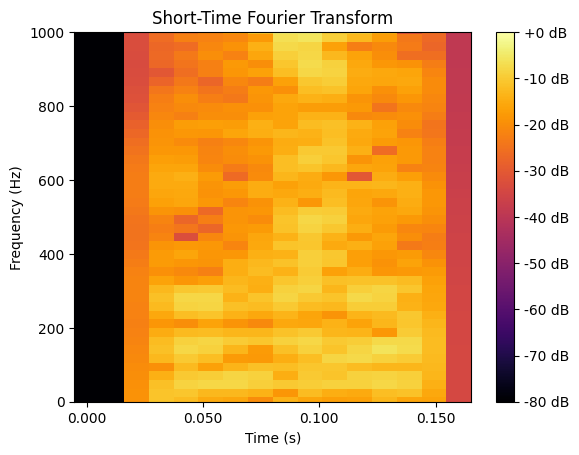 Short-Time Fourier Transform
1000
800
600
400
200
0
Frequency (Hz)
0.000
0.050
0.100
0.150
Time (s)
+0 dB
-10 dB
-20 dB
-30 dB
-40 dB
-50 dB
-60 dB
-70 dB
-80 dB